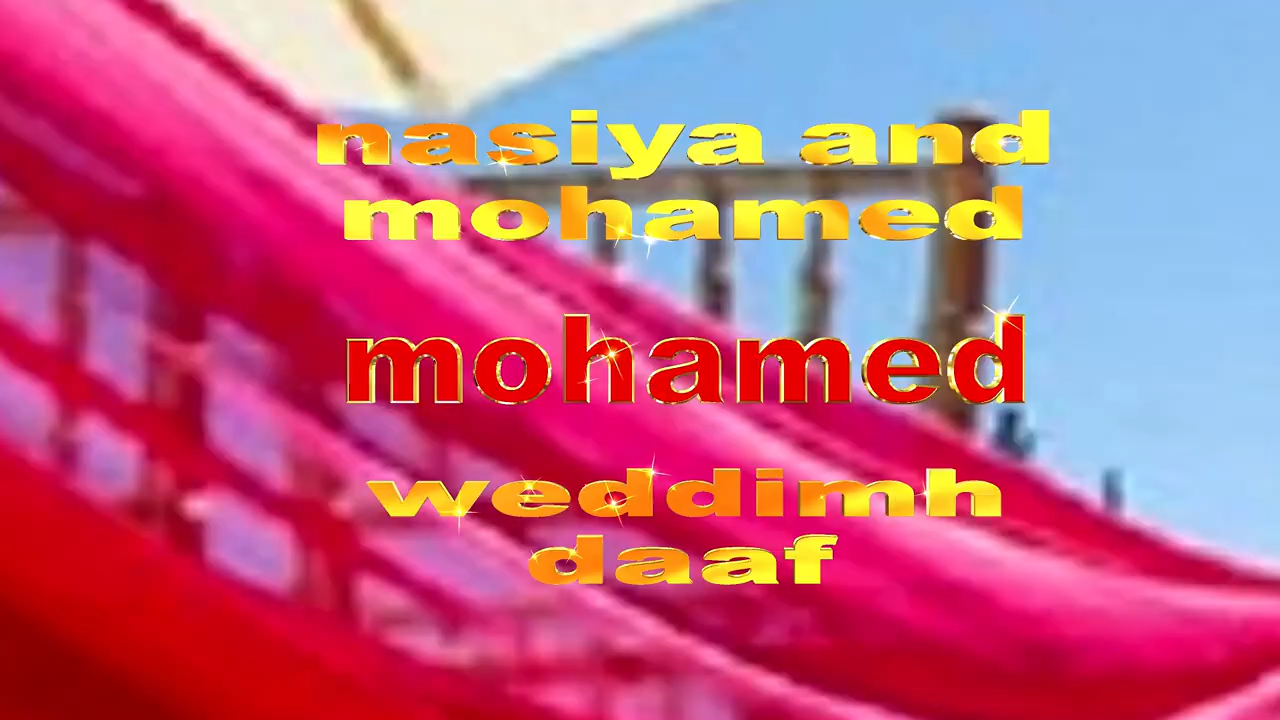 nasiya and
mohamed
mohamed
weddimh
daaf